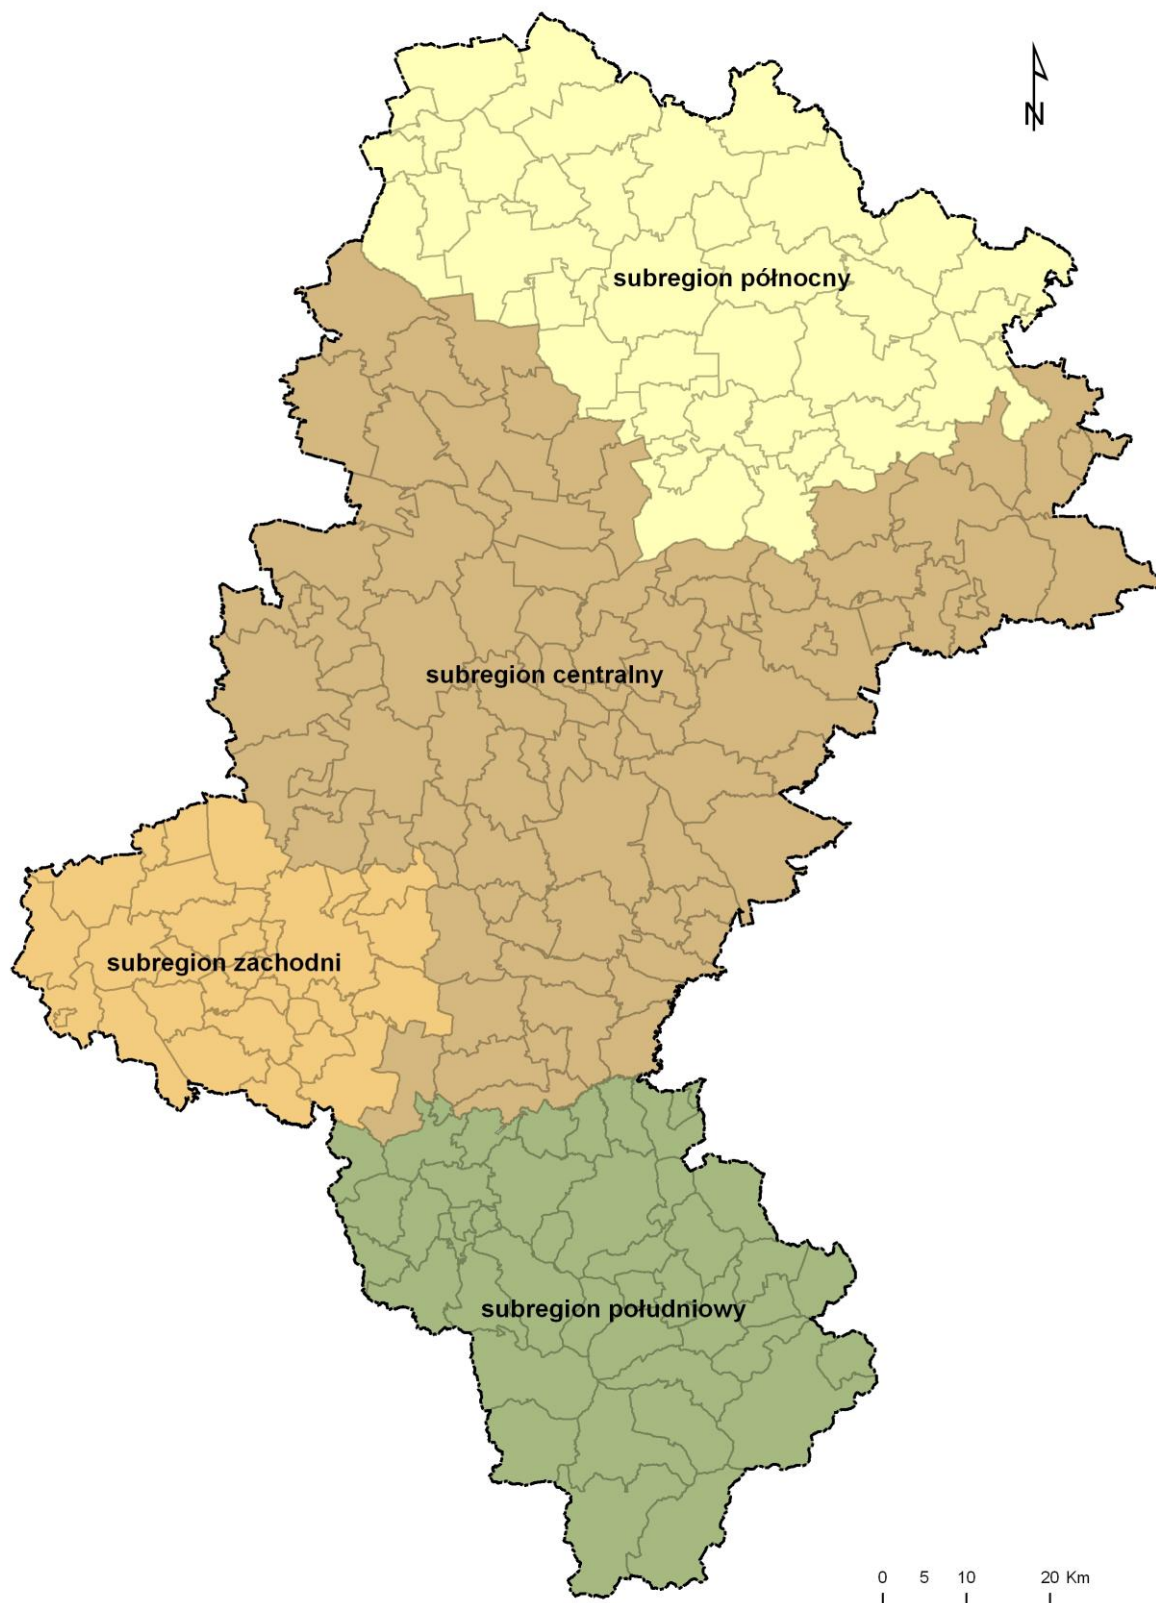 N
subregion północny
subregion centralny
subregion zachodni
subregion południowy
0 5 10 20 Km